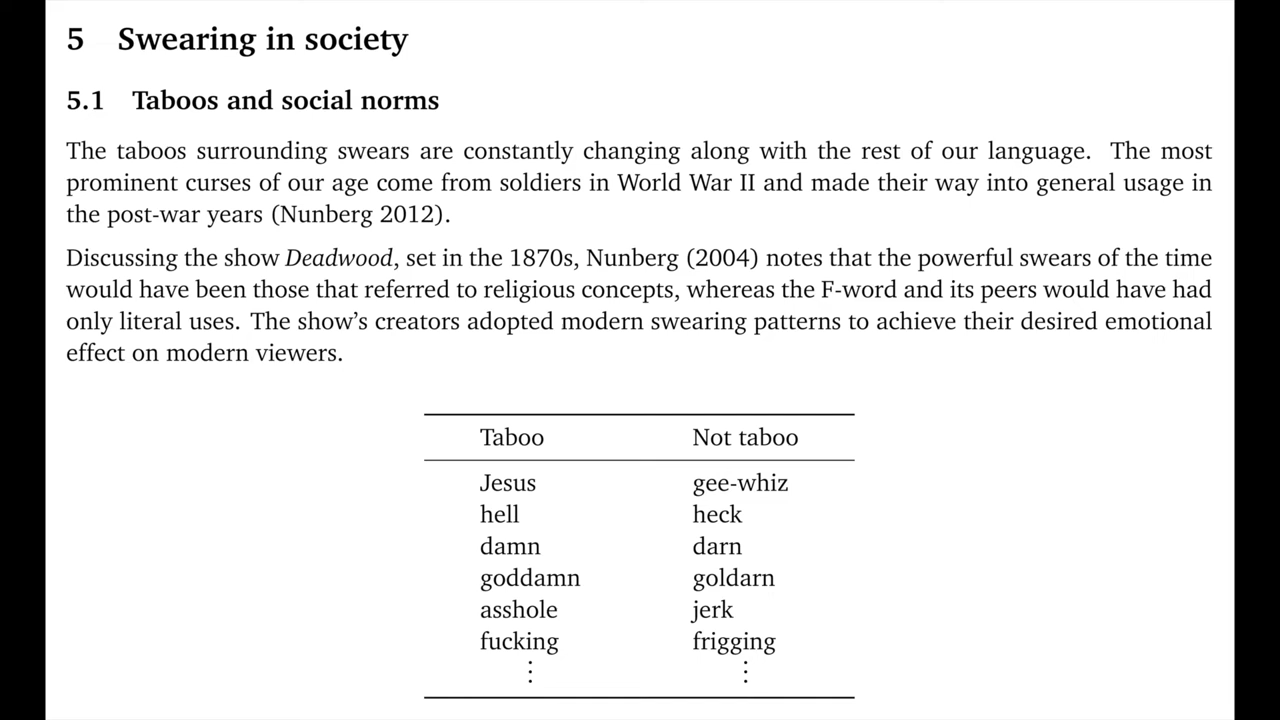 5 Swearing in society
5.1 Taboos and social norms
The taboos surrounding swears are constantly changing along with the rest of our language. The most
prominent curses of our age come from soldiers in World War II and made their way into general usage in
the post-war years (Nunberg 2012).
Discussing the show Deadwood, set in the 1870s, Nunberg (2004) notes that the powerful swears of the time
would have been those that referred to religious concepts, whereas the F-word and its peers would have had
only literal uses. The show's creators adopted modern swearing patterns to achieve their desired emotional
effect on modern viewers.
Taboo Not taboo
Jesus gee-whiz
hell heck
damn darn
goddamn goldarn
asshole jerk
fucking frigging
⋮ ⋮